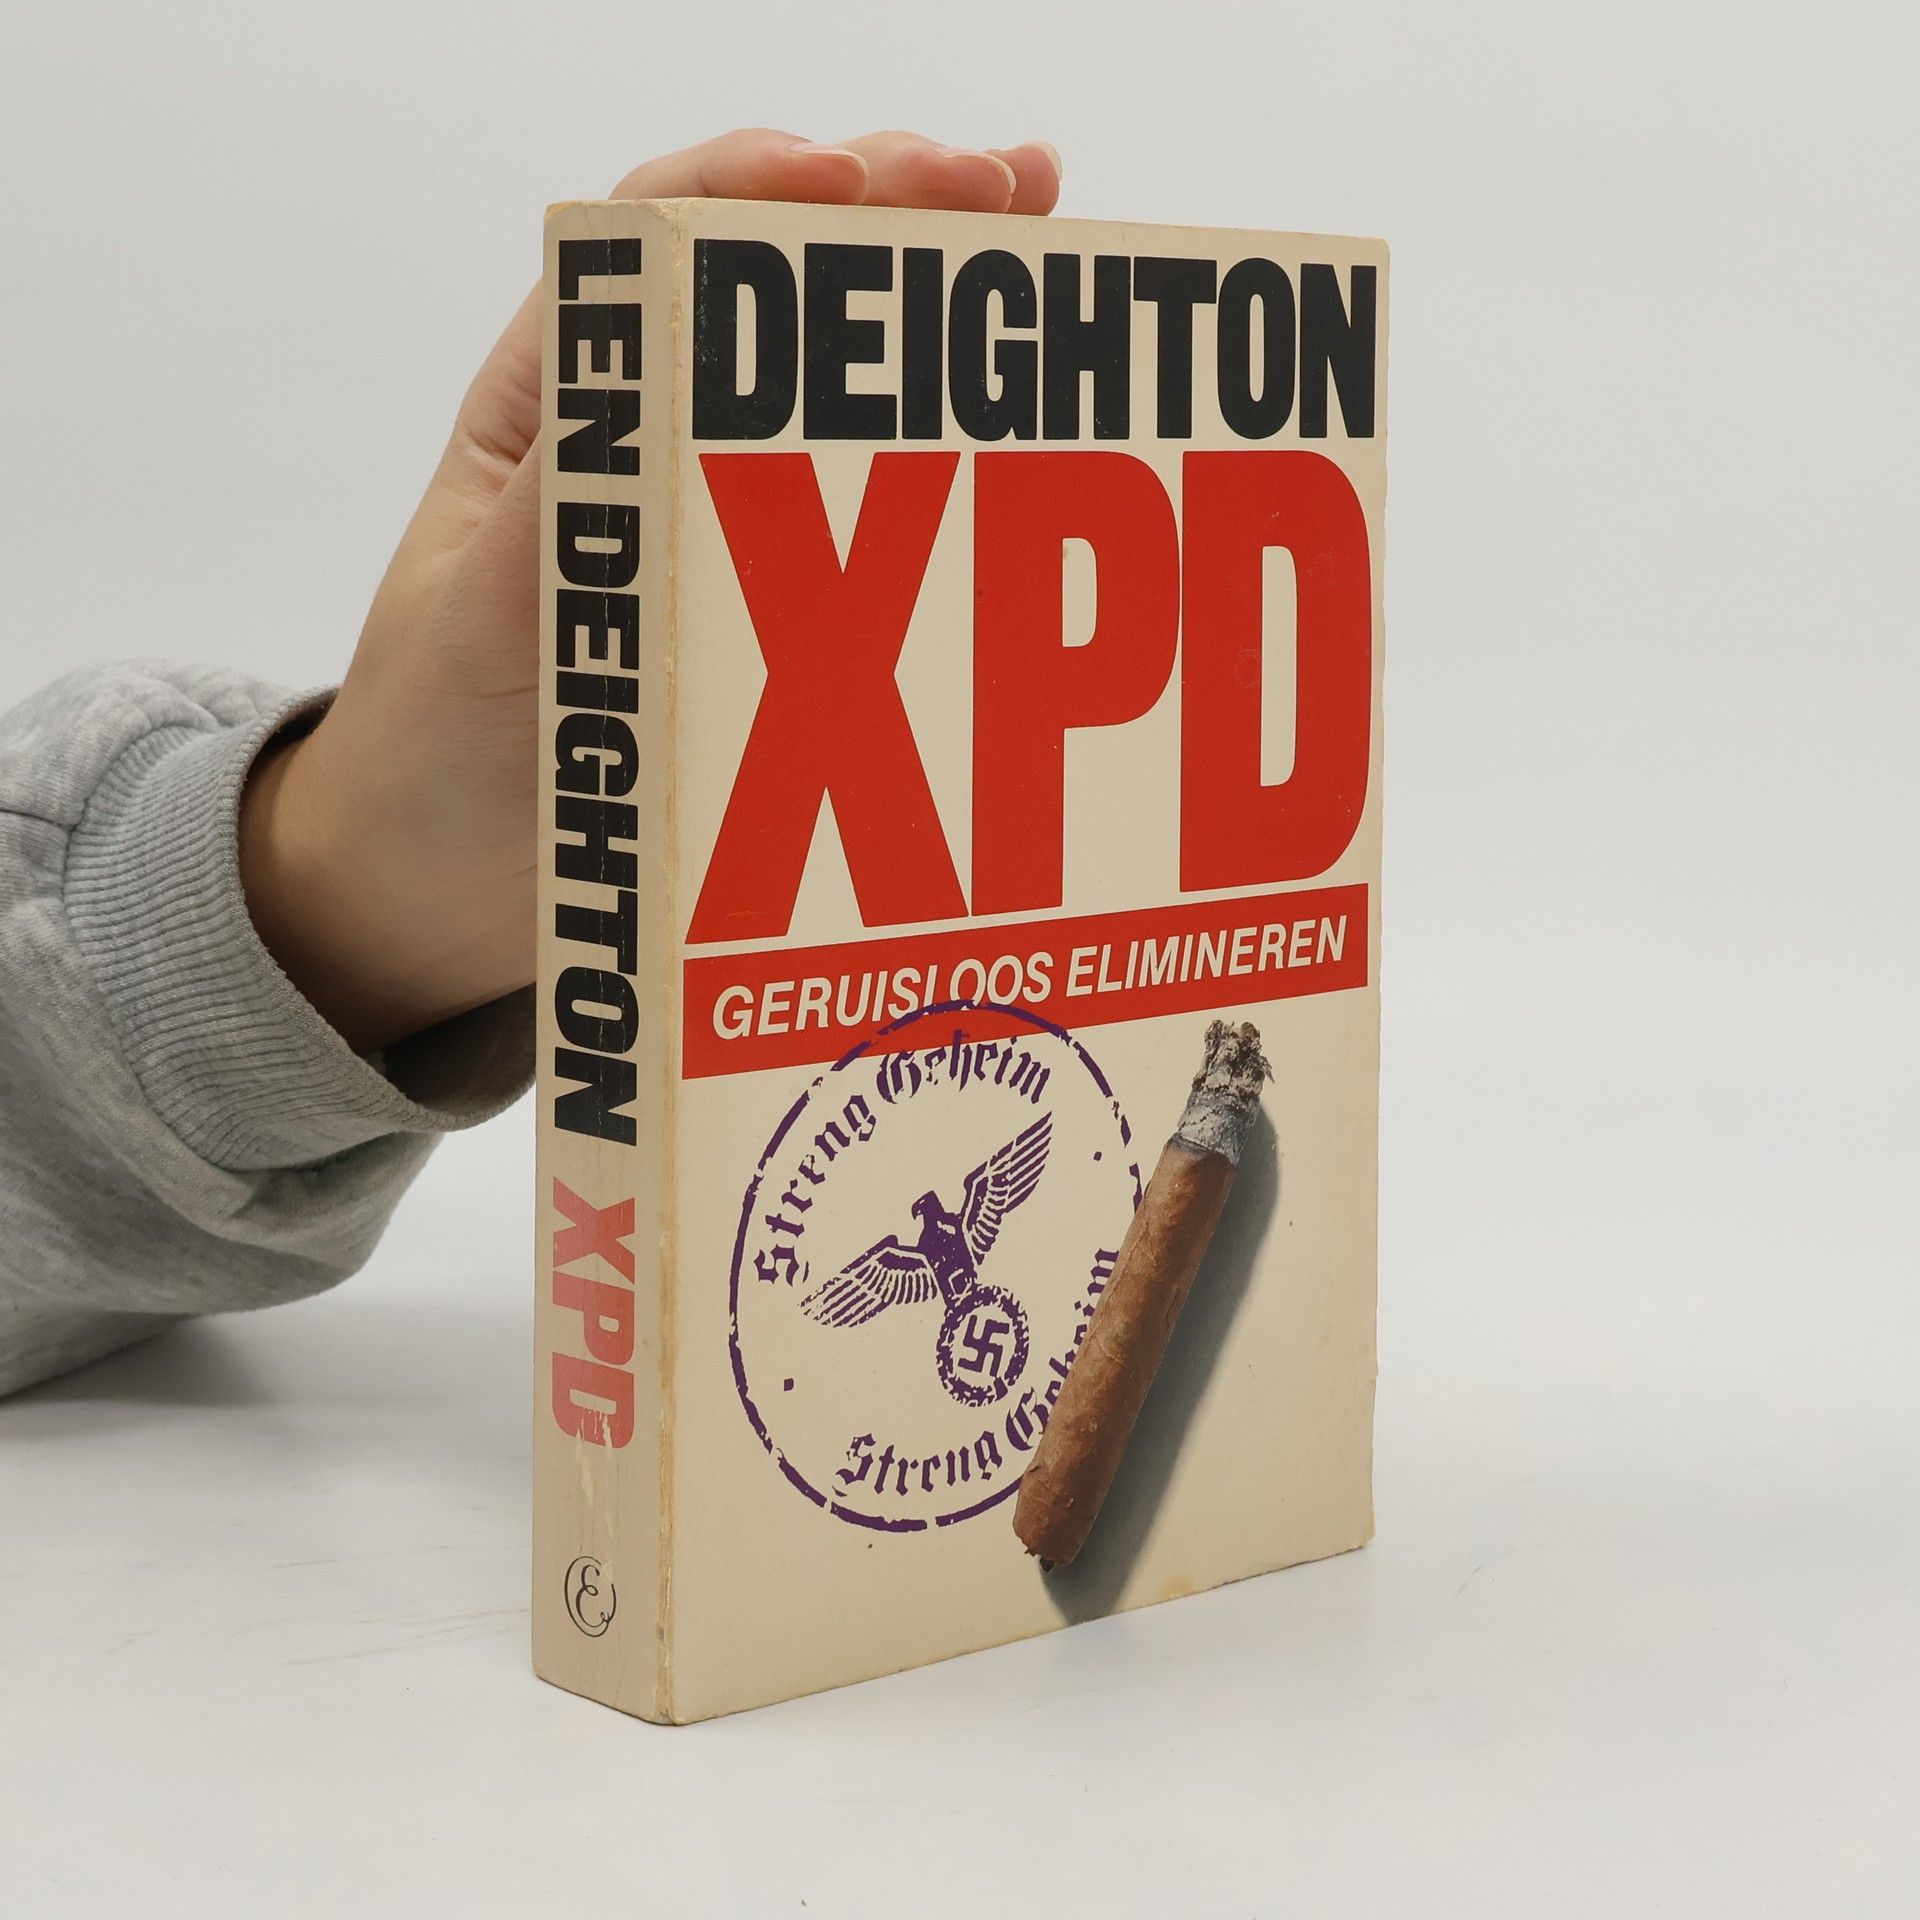 LEN DEIGHTON XPD
E
DEIGHTON
XPD
GERUISLOOS ELIMINEREN
Streng Geheim
Streng Geheim